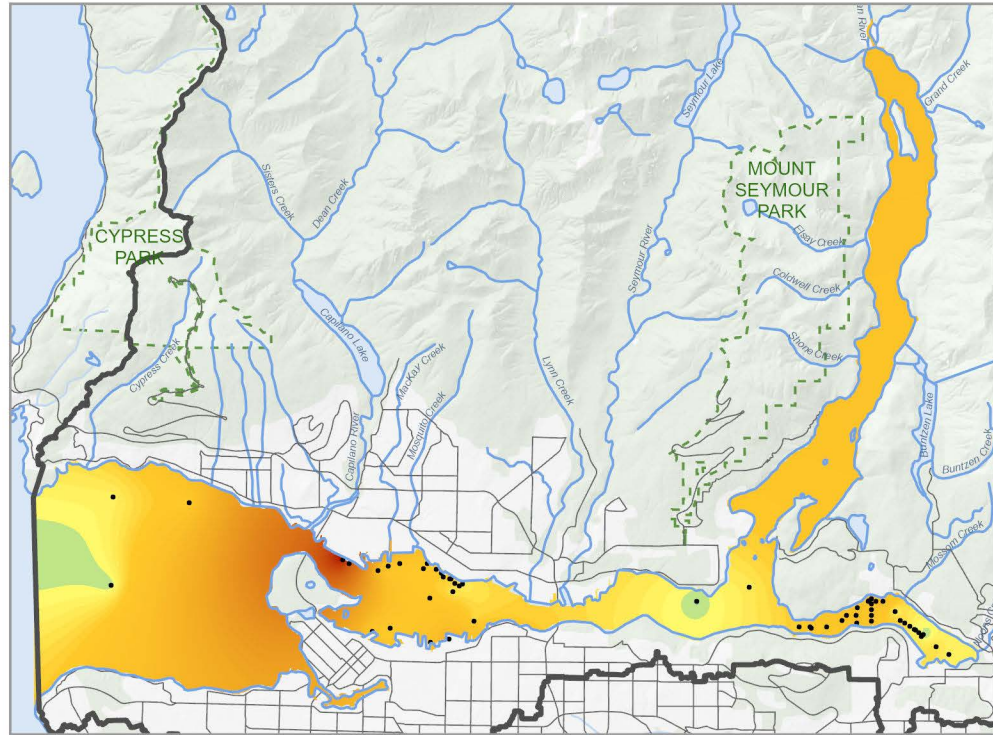 an River
Grand Creek
Seymour Lake
MOUNT
SEYMOUR
PARK
Sisters Creek
Dean Creek
CYPRESS
PARK
Elsay Creek
Seymour River
Coldwell Creek
Capilano Lake
Shone Creek
Cypress Creek
MacKay Creek
Lynn Creek
Mosquito Creek
Buntzen Lake
Capilano River
Buntzen Creek
Mossom Creek